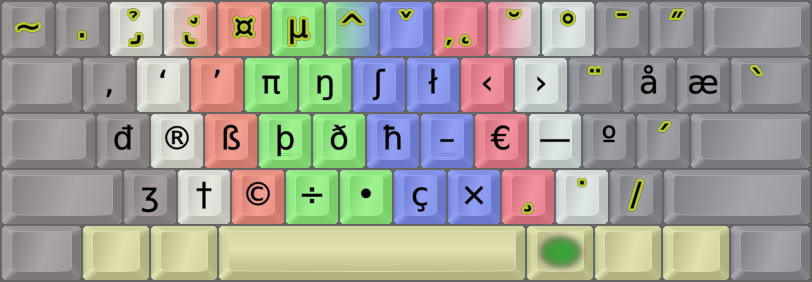 ~ . ̉ ̛ ¤ µ ^ ˇ ˛ ˘ ° ¯ ˝
, ‘ ’ π ŋ ʃ ł ‹ › ¨ å æ `
đ ® ß þ ð ħ – € — º ´
ʒ † © ÷ • ç × ˙ /